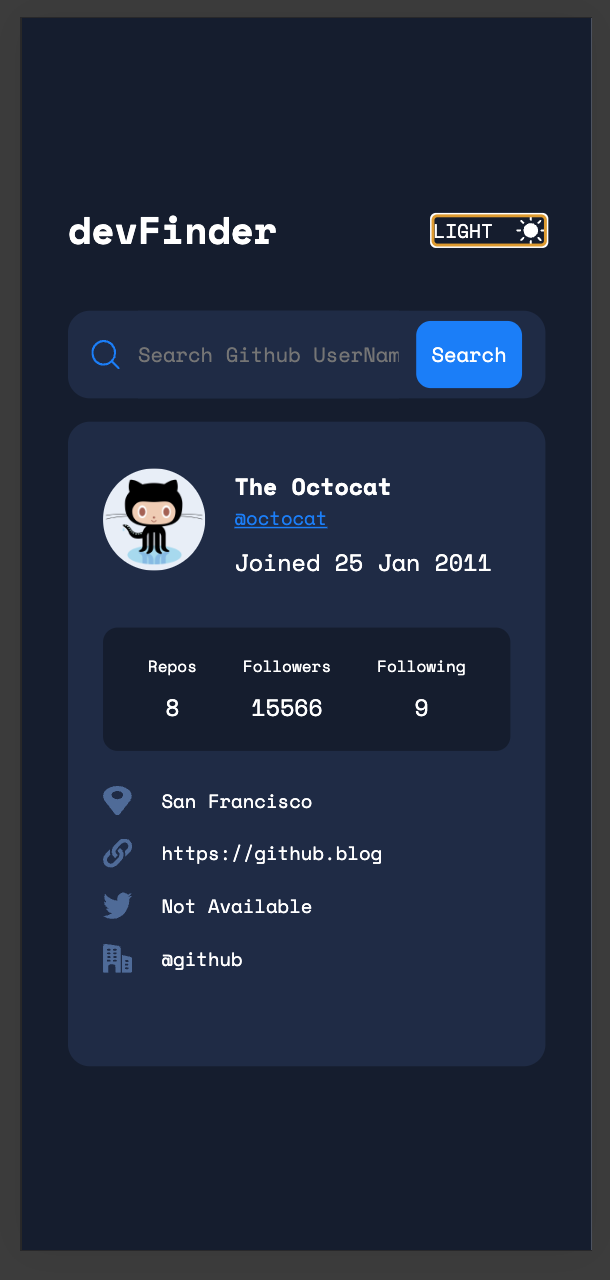 devFinder
LIGHT
Search Github UserNam
Search
The Octocat
@octocat
Joined 25 Jan 2011
Repos Followers Following
8 15566 9
San Francisco
https://github.blog
Not Available
@github